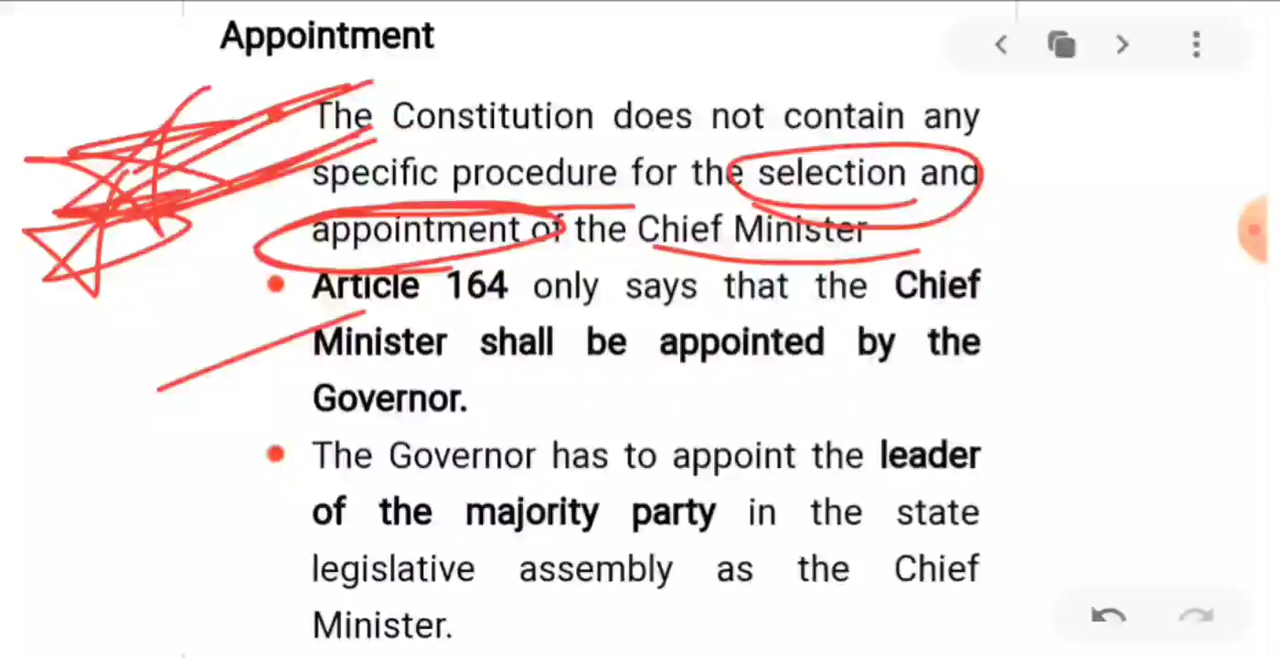 Appointment
The Constitution does not contain any
specific procedure for the selection and
appointment of the Chief Minister
Article 164 only says that the Chief
Minister shall be appointed by the
Governor.
The Governor has to appoint the leader
of the majority party in the state
legislative assembly as the Chief
Minister.